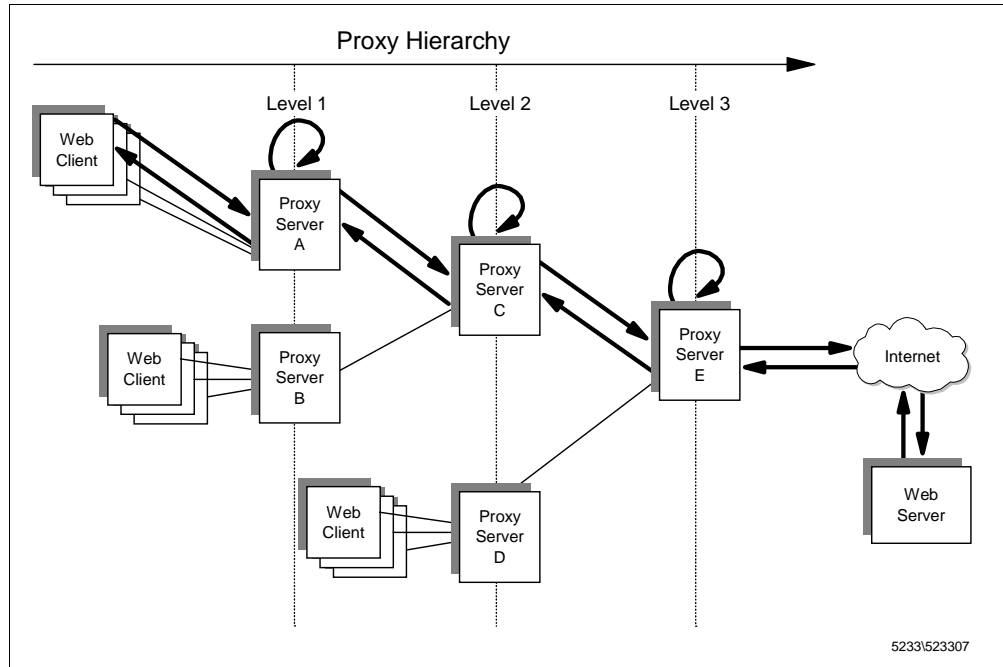 Proxy Hierarchy
Level 1
Level 2
Level 3
Web
Client
Proxy
Server
A
Proxy
Server
C
Web
Client
Proxy
Server
B
Proxy
Server
E
Internet
Web
Client
Proxy
Server
D
Web
Server
5233\523307